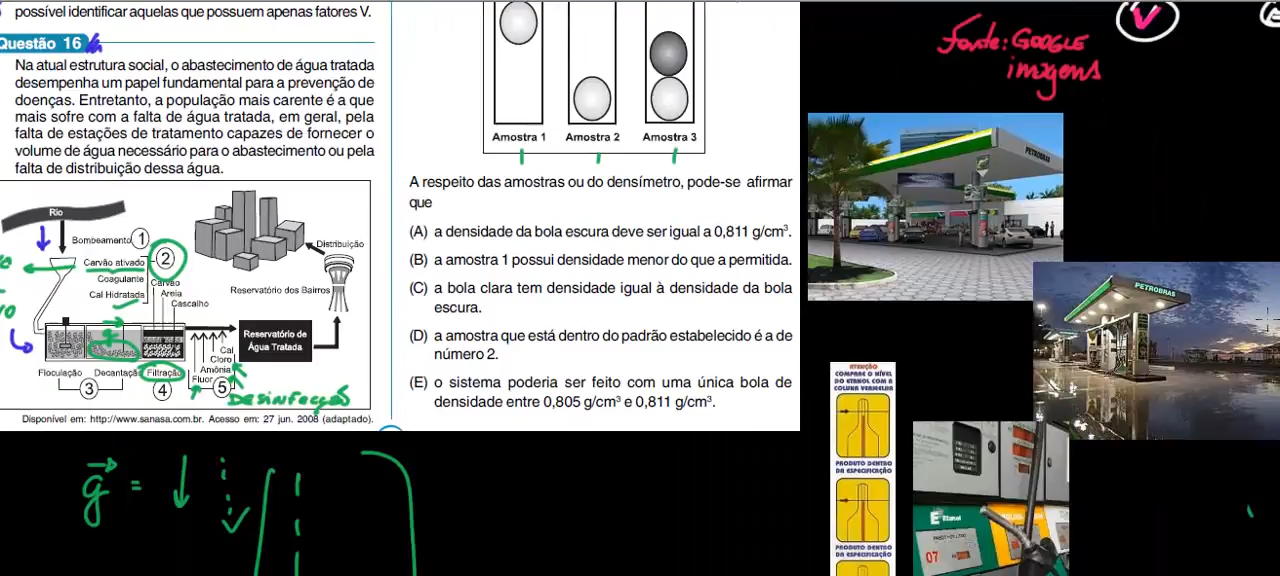 possível identificar aquelas que possuem apenas fatores V.
Questão 16
Na atual estrutura social, o abastecimento de água tratada
desempenha um papel fundamental para a prevenção de
doenças. Entretanto, a população mais carente é a que
mais sofre com a falta de água tratada, em geral, pela
falta de estações de tratamento capazes de fornecer o
volume de água necessário para o abastecimento ou pela
falta de distribuição dessa água.
Rio
Bombeamento 1
Carvão ativado
2
Coagulante
Cal Hidratada
Carvão
Areia
Cascalho
Distribuição
Reservatório dos Bairros
Reservatório de
Água Tratada
Cal
Cloro
Amônia
Fluor
Floculação
Decantação
Filtração
3
4
5
DESINFECÇÃO
Disponível em: http://www.sanasa.com.br. Acesso em: 27 jun. 2008 (adaptado).
g =
Amostra 1
Amostra 2
Amostra 3
A respeito das amostras ou do densímetro, pode-se afirmar
que
(A) a densidade da bola escura deve ser igual a 0,811 g/cm³.
(B) a amostra 1 possui densidade menor do que a permitida.
(C) a bola clara tem densidade igual à densidade da bola
escura.
(D) a amostra que está dentro do padrão estabelecido é a de
número 2.
(E) o sistema poderia ser feito com uma única bola de
densidade entre 0,805 g/cm³ e 0,811 g/cm³.
Fonte: GOOGLE
imagens
V
PETROBRAS
PETROBRAS
ATENÇÃO
COMPARE O NÍVEL
DO ETANOL COM A
COLUNA VERMELHA
PRODUTO DENTRO
DA ESPECIFICAÇÃO
PRODUTO DENTRO
DA ESPECIFICAÇÃO
E Etanol
07